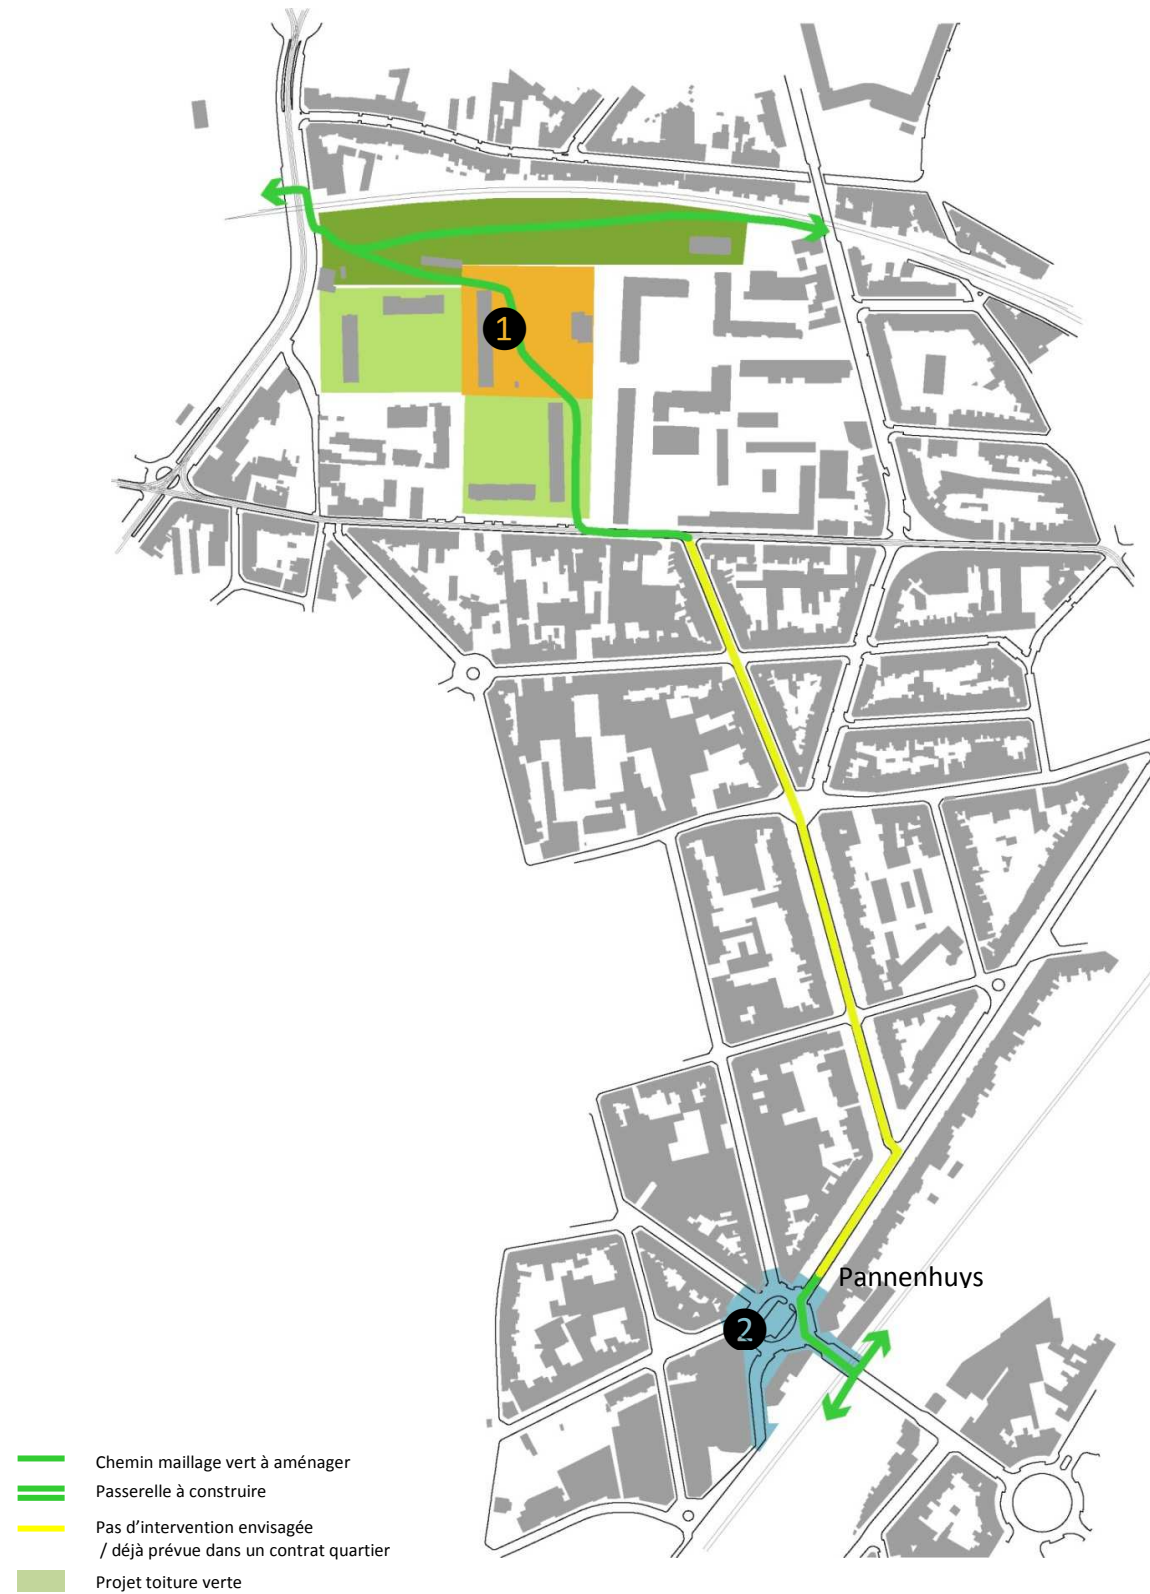 1
Pannenhuys
2
Chemin maillage vert à aménager
Passerelle à construire
Pas d'intervention envisagée
/ déjà prévue dans un contrat quartier
Projet toiture verte